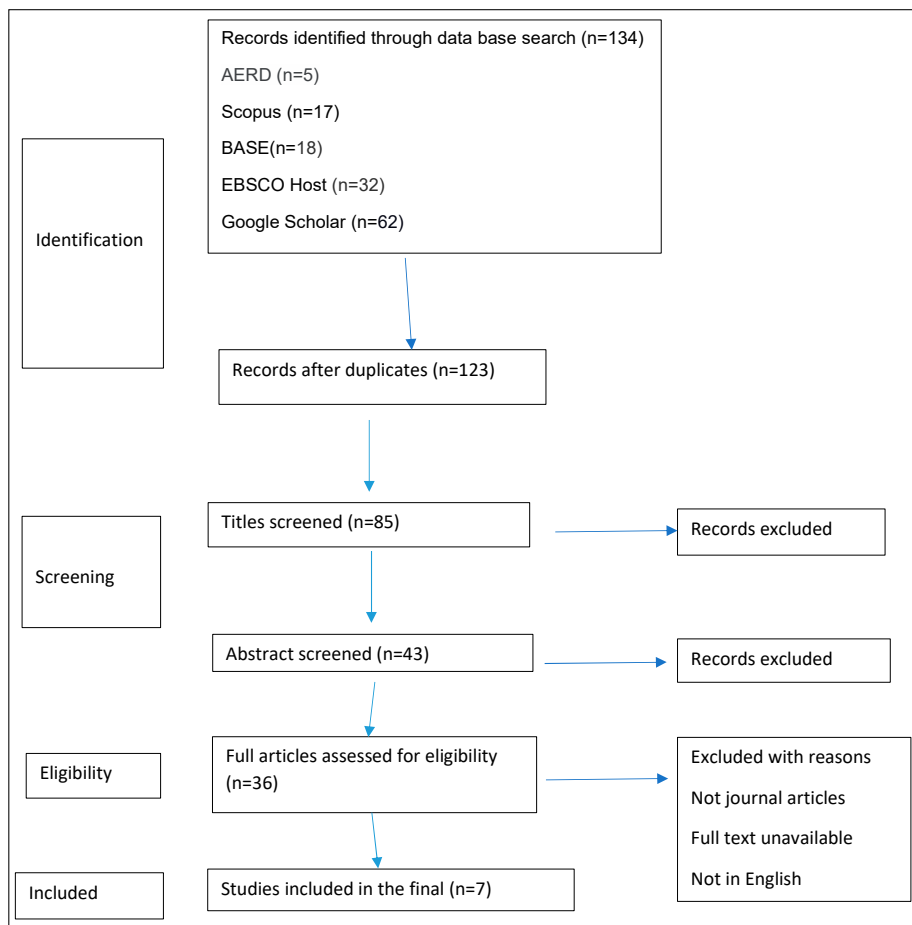 Records identified through data base search (n=134)
AERD (n=5)
Scopus (n=17)
BASE(n=18)
EBSCO Host (n=32)
Google Scholar (n=62)
Identification
Records after duplicates (n=123)
Titles screened (n=85)
Records excluded
Screening
Abstract screened (n=43)
Records excluded
Full articles assessed for eligibility
(n=36)
Eligibility
Excluded with reasons
Not journal articles
Full text unavailable
Not in English
Included
Studies included in the final (n=7)